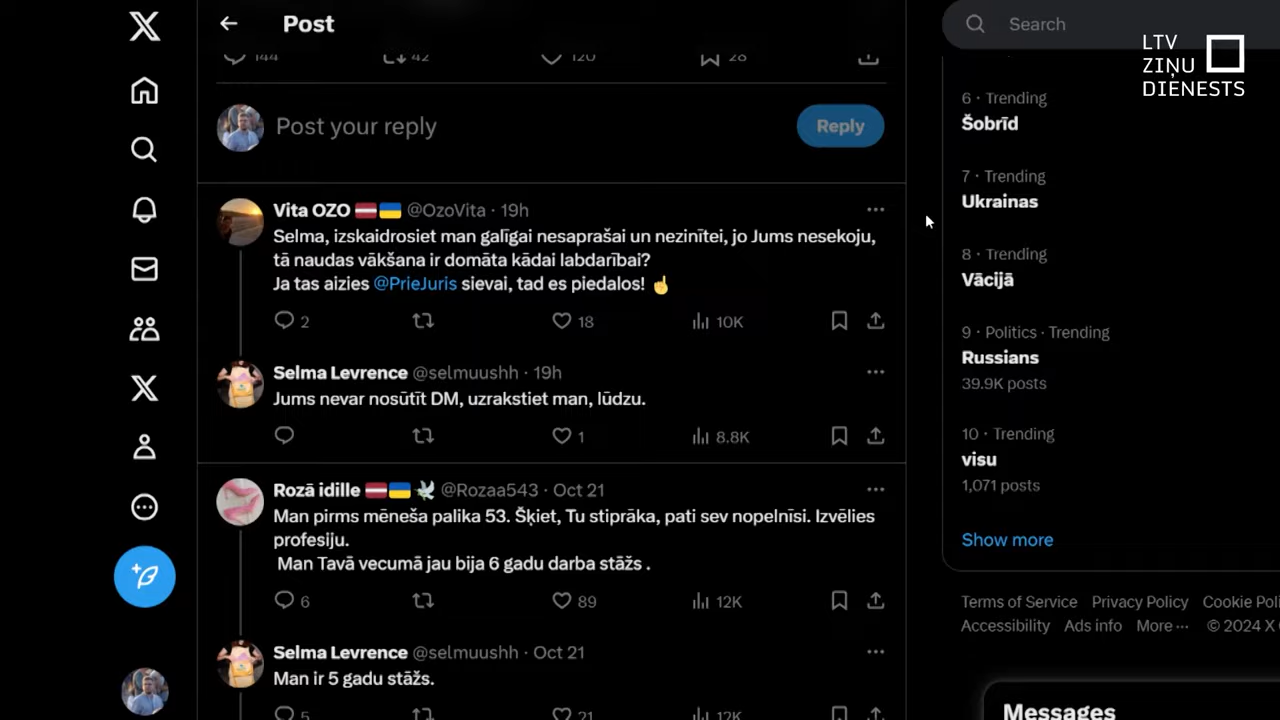 Post
Search
LTV
ZIŅU
DIENESTS
144 42 120 28
Post your reply
Reply
Vita OZO @OzoVita · 19h
Selma, izskaidrosiet man galīgai nesaprašai un nezinītei, jo Jums nesekoju,
tā naudas vākšana ir domāta kādai labdarībai?
Ja tas aizies @PrieJuris sievai, tad es piedalos! ☝️
2 18 10K
Selma Levrence @selmuushh · 19h
Jums nevar nosūtīt DM, uzrakstiet man, lūdzu.
1 8.8K
Rozā idille @Rozaa543 · Oct 21
Man pirms mēneša palika 53. Šķiet, Tu stiprāka, pati sev nopelnīsi. Izvēlies
profesiju.
Man Tavā vecumā jau bija 6 gadu darba stāžs .
6 89 12K
Selma Levrence @selmuushh · Oct 21
Man ir 5 gadu stāžs.
5 21 12K
6 · Trending
Šobrīd
7 · Trending
Ukrainas
8 · Trending
Vācijā
9 · Politics · Trending
Russians
39.9K posts
10 · Trending
visu
1,071 posts
Show more
Terms of Service Privacy Policy Cookie Poli
Accessibility Ads info More ··· © 2024 X
Messages